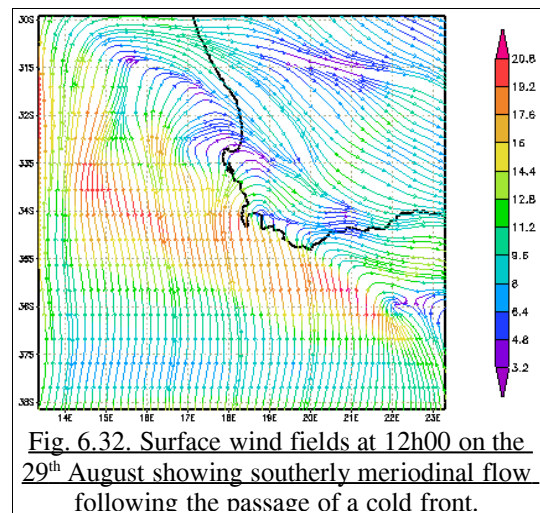 30S
31S
32S
33S
34S
35S
36S
37S
38S
14E 15E 16E 17E 18E 19E 20E 21E 22E 23E
20.8
19.2
17.6
16
14.4
12.8
11.2
9.6
8
6.4
4.8
3.2
Fig. 6.32. Surface wind fields at 12h00 on the
29th August showing southerly meriodinal flow
following the passage of a cold front.